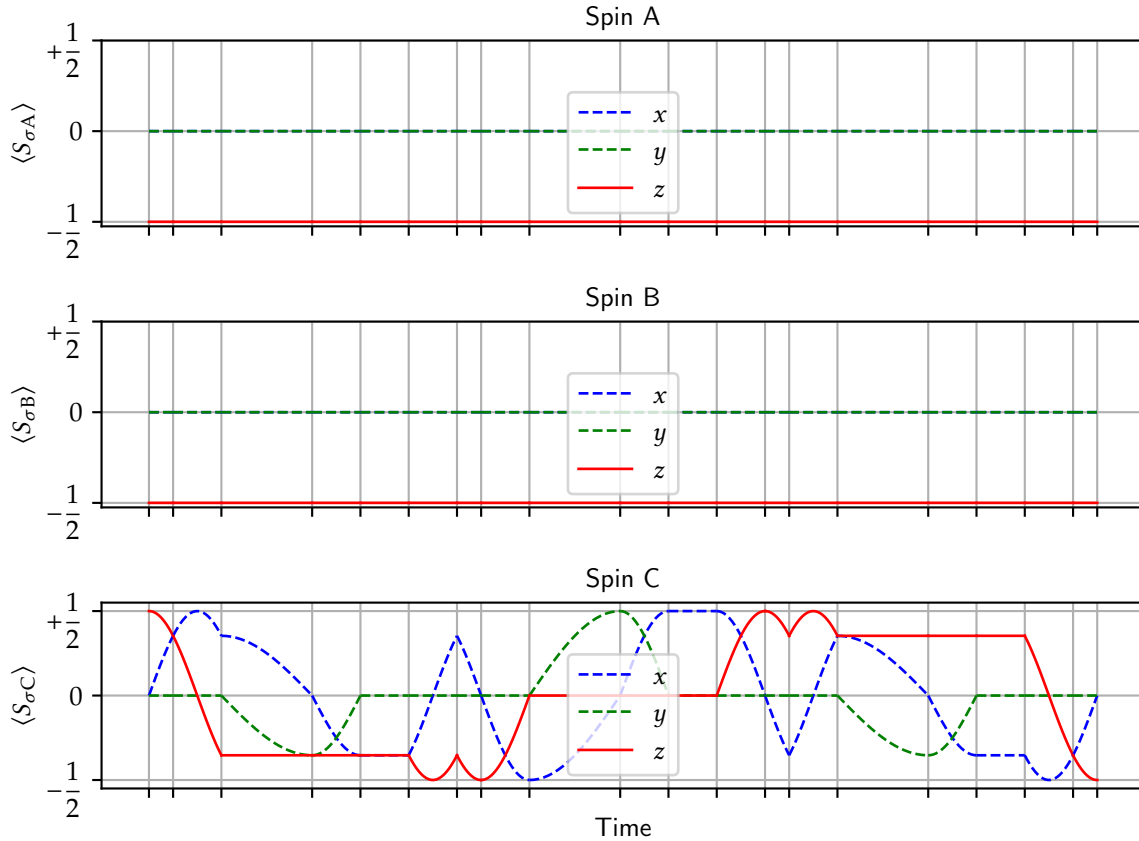 Spin A
+1/2
0
−1/2
⟨S_σA⟩
x
y
z
Spin B
+1/2
0
−1/2
⟨S_σB⟩
x
y
z
Spin C
+1/2
0
−1/2
⟨S_σC⟩
x
y
z
Time